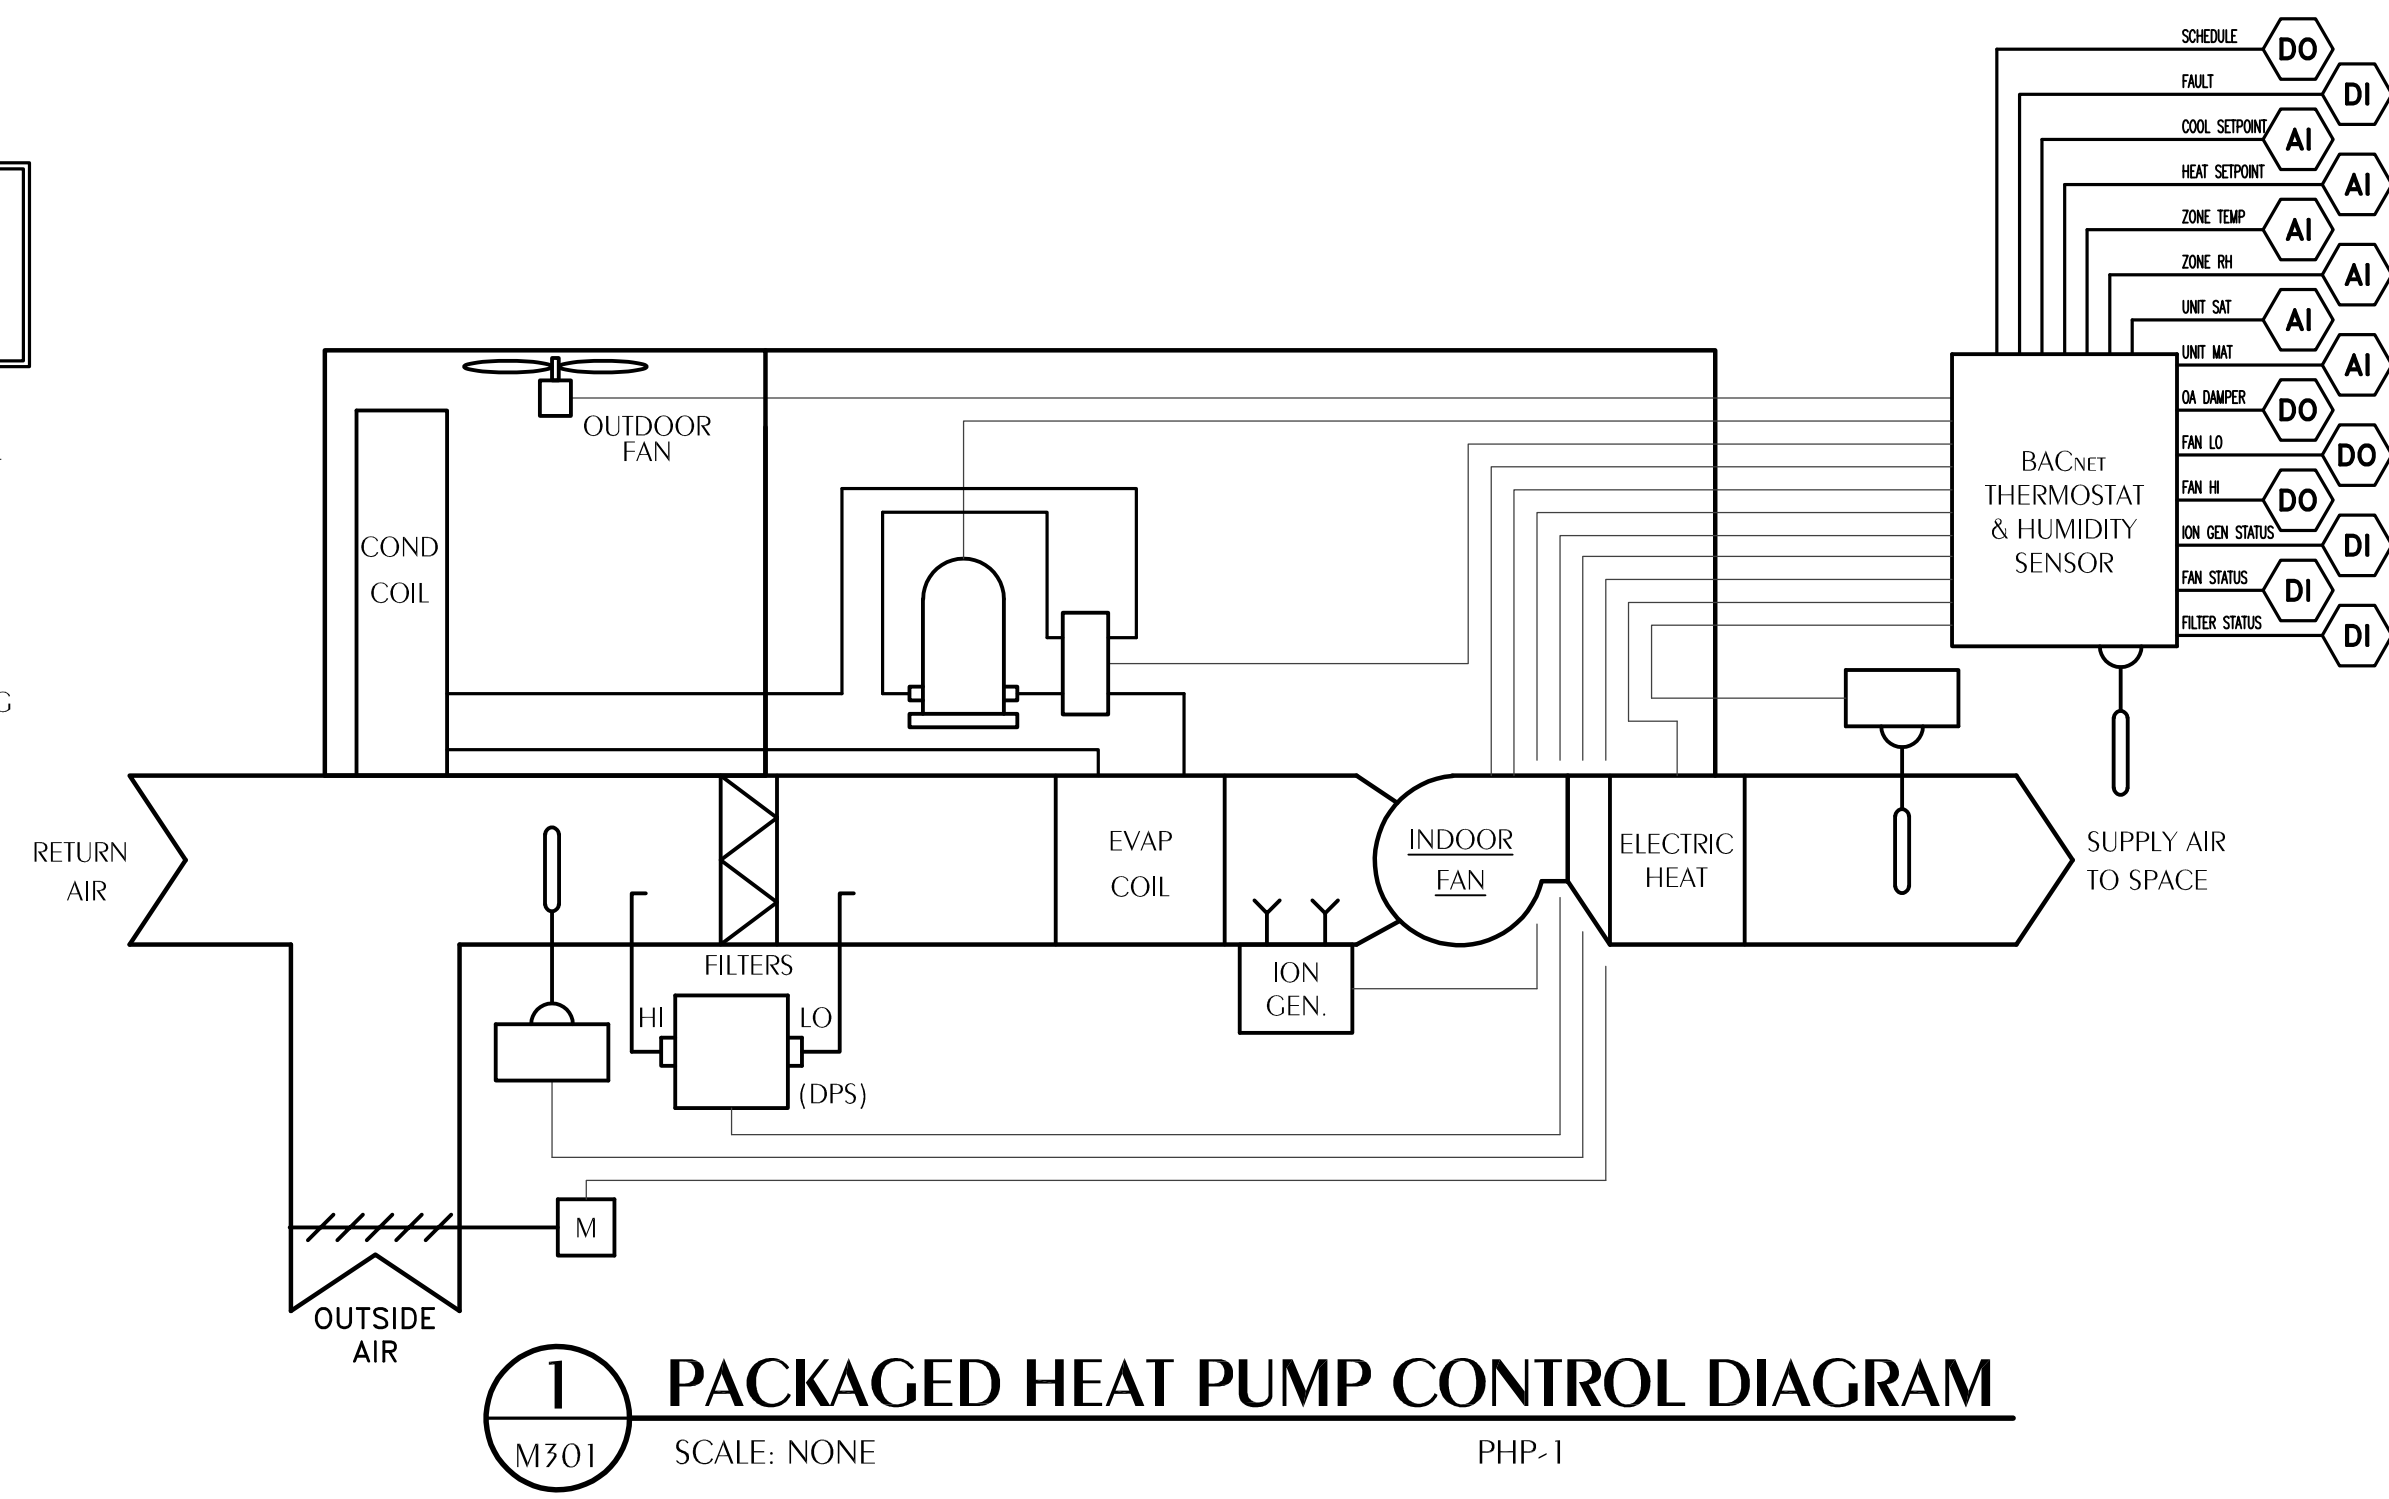 SCHEDULE DO
FAULT DI
COOL SETPOINT AI
HEAT SETPOINT AI
ZONE TEMP AI
ZONE RH AI
UNIT SAT AI
UNIT MAT AI
OA DAMPER DO
FAN LO DO
FAN HI DO
ION GEN STATUS DI
FAN STATUS DI
FILTER STATUS DI
BACNET
THERMOSTAT
& HUMIDITY
SENSOR
OUTDOOR
FAN
COND
COIL
G
RETURN
AIR
EVAP
COIL
INDOOR
FAN
ELECTRIC
HEAT
SUPPLY AIR
TO SPACE
FILTERS
HI
LO
(DPS)
ION
GEN.
M
OUTSIDE
AIR
1
M301
PACKAGED HEAT PUMP CONTROL DIAGRAM
SCALE: NONE
PHP-1